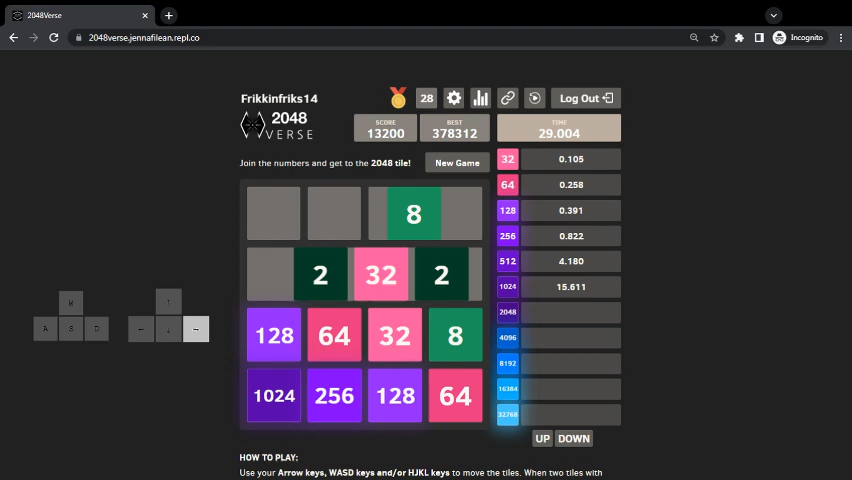 2048Verse
2048verse.jennafilean.repl.co
Incognito
Frikkinfriks14
28
Log Out
2048
VERSE
SCORE
13200
BEST
378312
TIME
29.004
Join the numbers and get to the 2048 tile!
New Game
8
2 32 2
128 64 32 8
1024 256 128 64
32 0.105
64 0.258
128 0.391
256 0.822
512 4.180
1024 15.611
2048
4096
8192
16384
32768
UP DOWN
W
A S D
HOW TO PLAY:
Use your Arrow keys, WASD keys and/or HJKL keys to move the tiles. When two tiles with